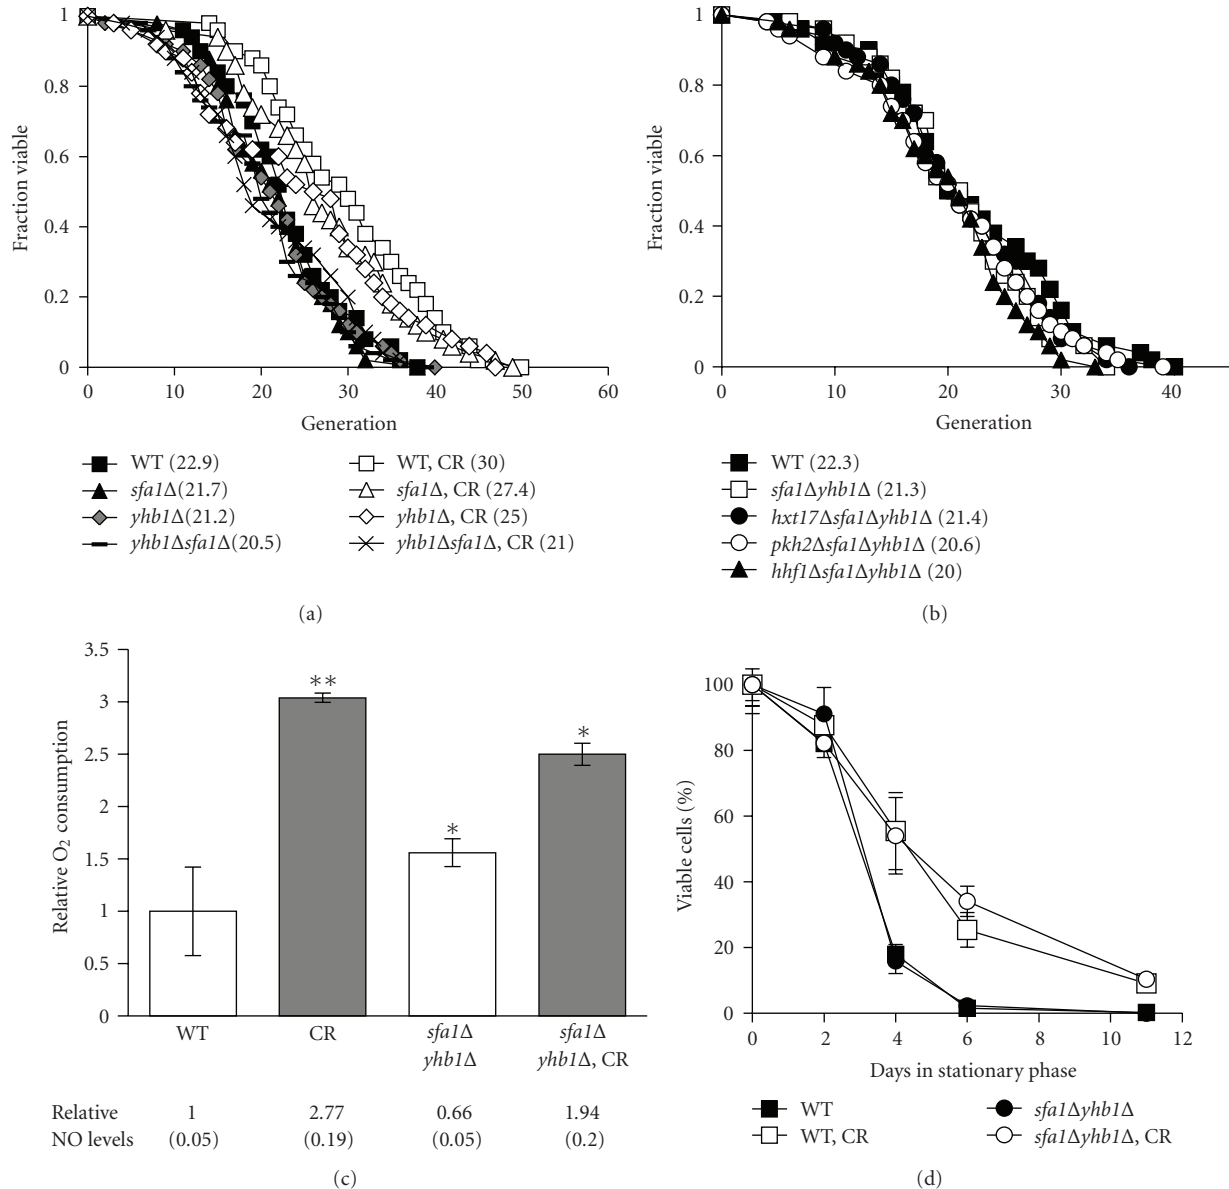 1
0.8
0.6
0.4
0.2
0
Fraction viable
0 10 20 30 40 50 60
Generation
WT (22.9)
sfa1Δ(21.7)
yhb1Δ(21.2)
yhb1Δsfa1Δ(20.5)
WT, CR (30)
sfa1Δ, CR (27.4)
yhb1Δ, CR (25)
yhb1Δsfa1Δ, CR (21)
(a)
1
0.8
0.6
0.4
0.2
0
Fraction viable
0 10 20 30 40
Generation
WT (22.3)
sfa1Δyhb1Δ (21.3)
hxt17Δsfa1Δyhb1Δ (21.4)
pkh2Δsfa1Δyhb1Δ (20.6)
hhf1Δsfa1Δyhb1Δ (20)
(b)
3.5
3
2.5
2
1.5
1
0.5
0
Relative O₂ consumption
**
*
*
WT CR sfa1Δ sfa1Δ
yhb1Δ yhb1Δ, CR
Relative 1 2.77 0.66 1.94
NO levels (0.05) (0.19) (0.05) (0.2)
(c)
100
80
60
40
20
0
Viable cells (%)
0 2 4 6 8 10 12
Days in stationary phase
WT
WT, CR
sfa1Δyhb1Δ
sfa1Δyhb1Δ, CR
(d)